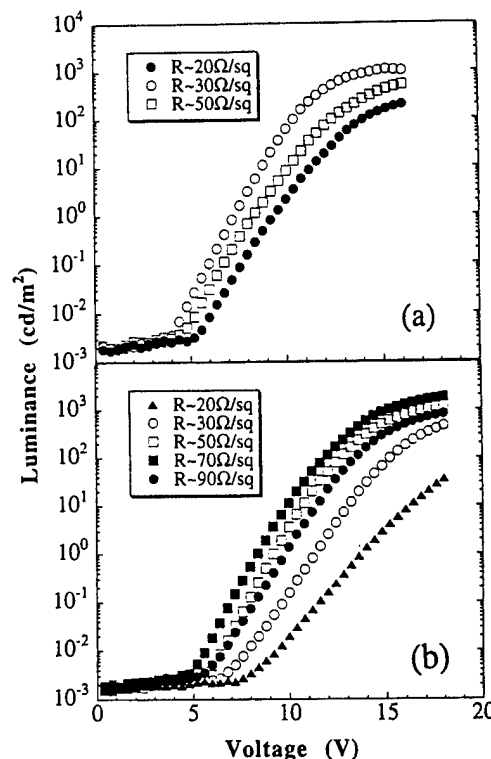 10^4
10^3
10^2
10^1
10^0
10^-1
10^-2
10^-3
R~20Ω/sq
R~30Ω/sq
R~50Ω/sq
(a)
Luminance (cd/m^2)
10^3
10^2
10^1
10^0
10^-1
10^-2
10^-3
R~20Ω/sq
R~30Ω/sq
R~50Ω/sq
R~70Ω/sq
R~90Ω/sq
(b)
0 5 10 15 20
Voltage (V)